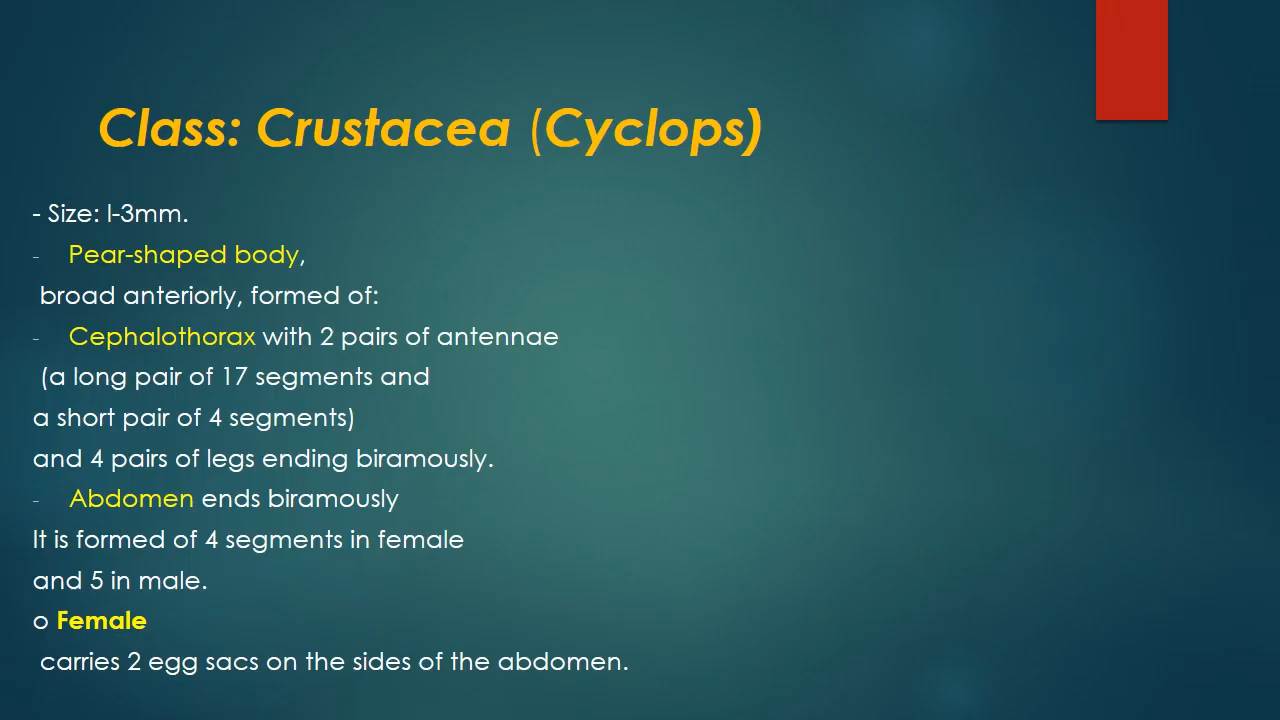 Class: Crustacea (Cyclops)
- Size: l-3mm.
- Pear-shaped body,
broad anteriorly, formed of:
- Cephalothorax with 2 pairs of antennae
(a long pair of 17 segments and
a short pair of 4 segments)
and 4 pairs of legs ending biramously.
- Abdomen ends biramously
It is formed of 4 segments in female
and 5 in male.
o Female
carries 2 egg sacs on the sides of the abdomen.